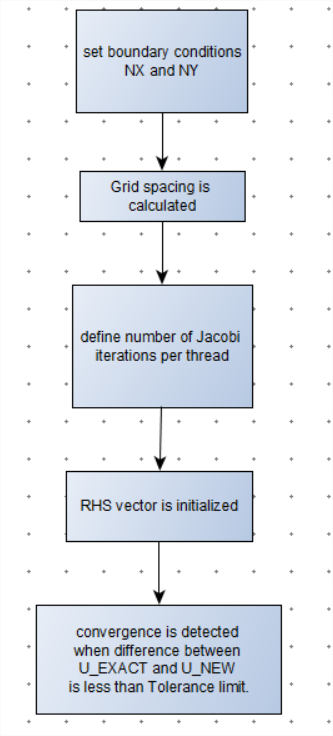 set boundary conditions
NX and NY
Grid spacing is
calculated
define number of Jacobi
iterations per thread
RHS vector is initialized
convergence is detected
when difference between
U_EXACT and U_NEW
is less than Tolerance limit.